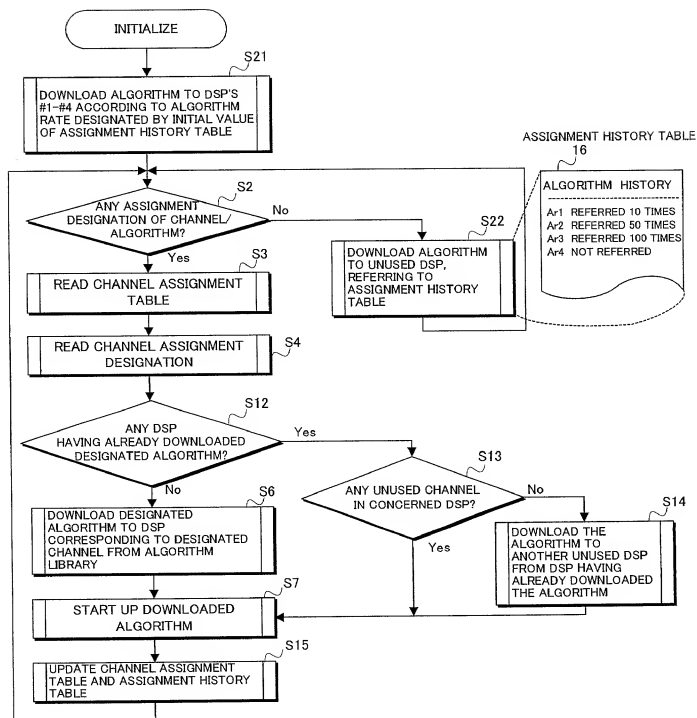 INITIALIZE
S21
DOWNLOAD ALGORITHM TO DSP'S
#1-#4 ACCORDING TO ALGORITHM
RATE DESIGNATED BY INITIAL VALUE
OF ASSIGNMENT HISTORY TABLE
ASSIGNMENT HISTORY TABLE
16
ALGORITHM HISTORY
Ar1 REFERRED 10 TIMES
Ar2 REFERRED 50 TIMES
Ar3 REFERRED 100 TIMES
Ar4 NOT REFERRED
S2
ANY ASSIGNMENT
DESIGNATION OF CHANNEL/
ALGORITHM?
No
Yes
S22
DOWNLOAD ALGORITHM
TO UNUSED DSP,
REFERRING TO
ASSIGNMENT HISTORY
TABLE
S3
READ CHANNEL ASSIGNMENT
TABLE
S4
READ CHANNEL ASSIGNMENT
DESIGNATION
S12
ANY DSP
HAVING ALREADY DOWNLOADED
DESIGNATED ALGORITHM?
Yes
No
S13
ANY UNUSED CHANNEL
IN CONCERNED DSP?
No
Yes
S6
DOWNLOAD DESIGNATED
ALGORITHM TO DSP
CORRESPONDING TO DESIGNATED
CHANNEL FROM ALGORITHM
LIBRARY
S14
DOWNLOAD THE
ALGORITHM TO
ANOTHER UNUSED DSP
FROM DSP HAVING
ALREADY DOWNLOADED
THE ALGORITHM
S7
START UP DOWNLOADED
ALGORITHM
S15
UPDATE CHANNEL ASSIGNMENT
TABLE AND ASSIGNMENT HISTORY
TABLE